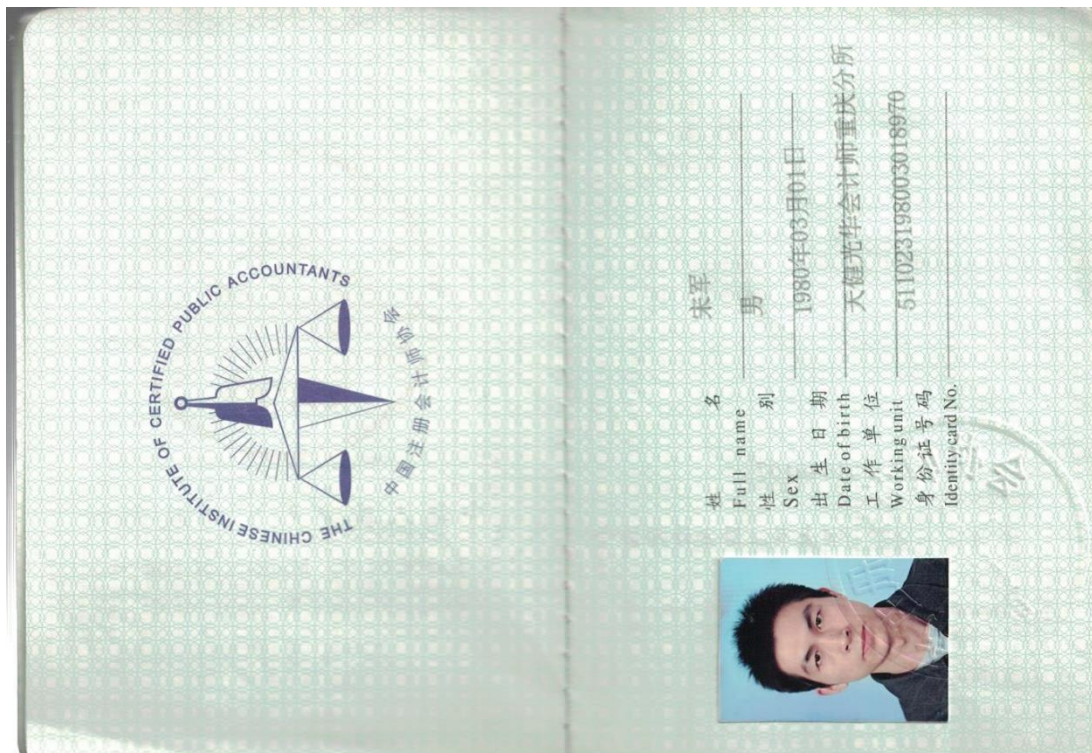 THE CHINESE INSTITUTE OF CERTIFIED PUBLIC ACCOUNTANTS
中国注册会计师协会
姓 名 宋军
Full name
性 别 男
Sex
出 生 日 期 1980年03月01日
Date of birth
工 作 单 位 天健光华会计师重庆分所
Working unit
身 份 证 号 码 511023198003018970
Identity card No.